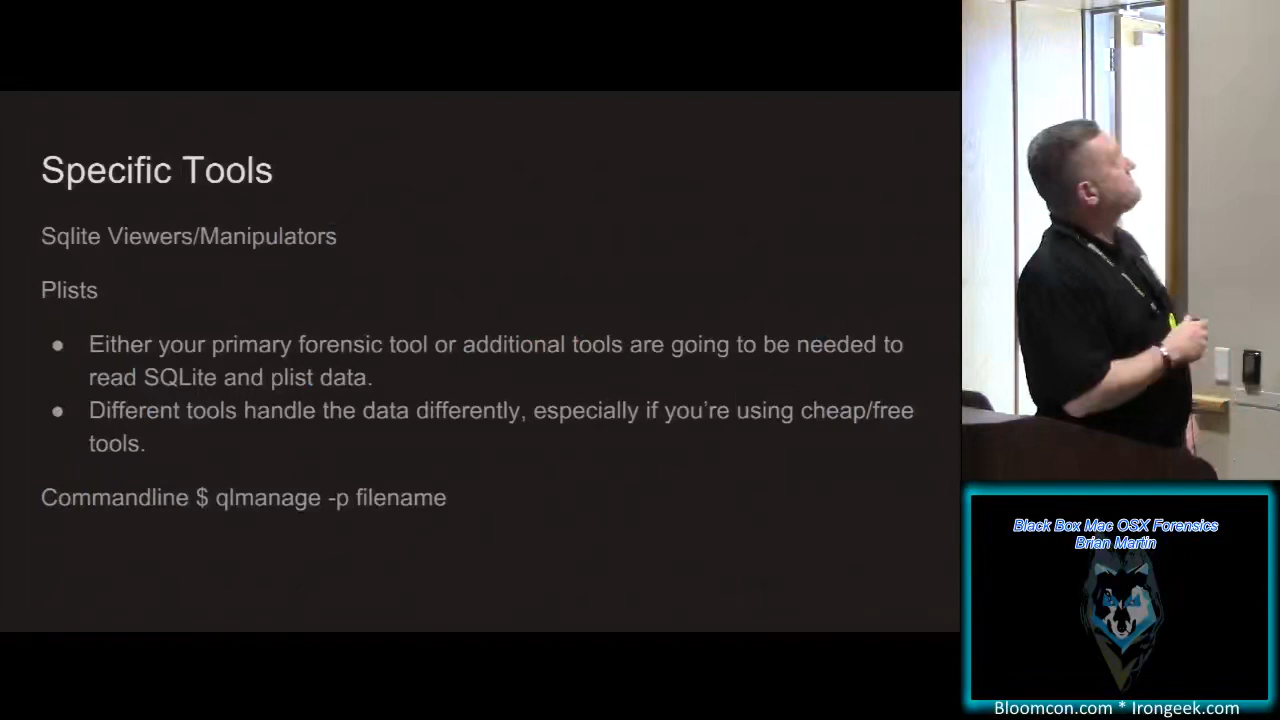 Specific Tools
Sqlite Viewers/Manipulators
Plists
● Either your primary forensic tool or additional tools are going to be needed to
read SQLite and plist data.
● Different tools handle the data differently, especially if you’re using cheap/free
tools.
Commandline $ qlmanage -p filename
Black Box Mac OSX Forensics
Brian Martin
Bloomcon.com * Irongeek.com